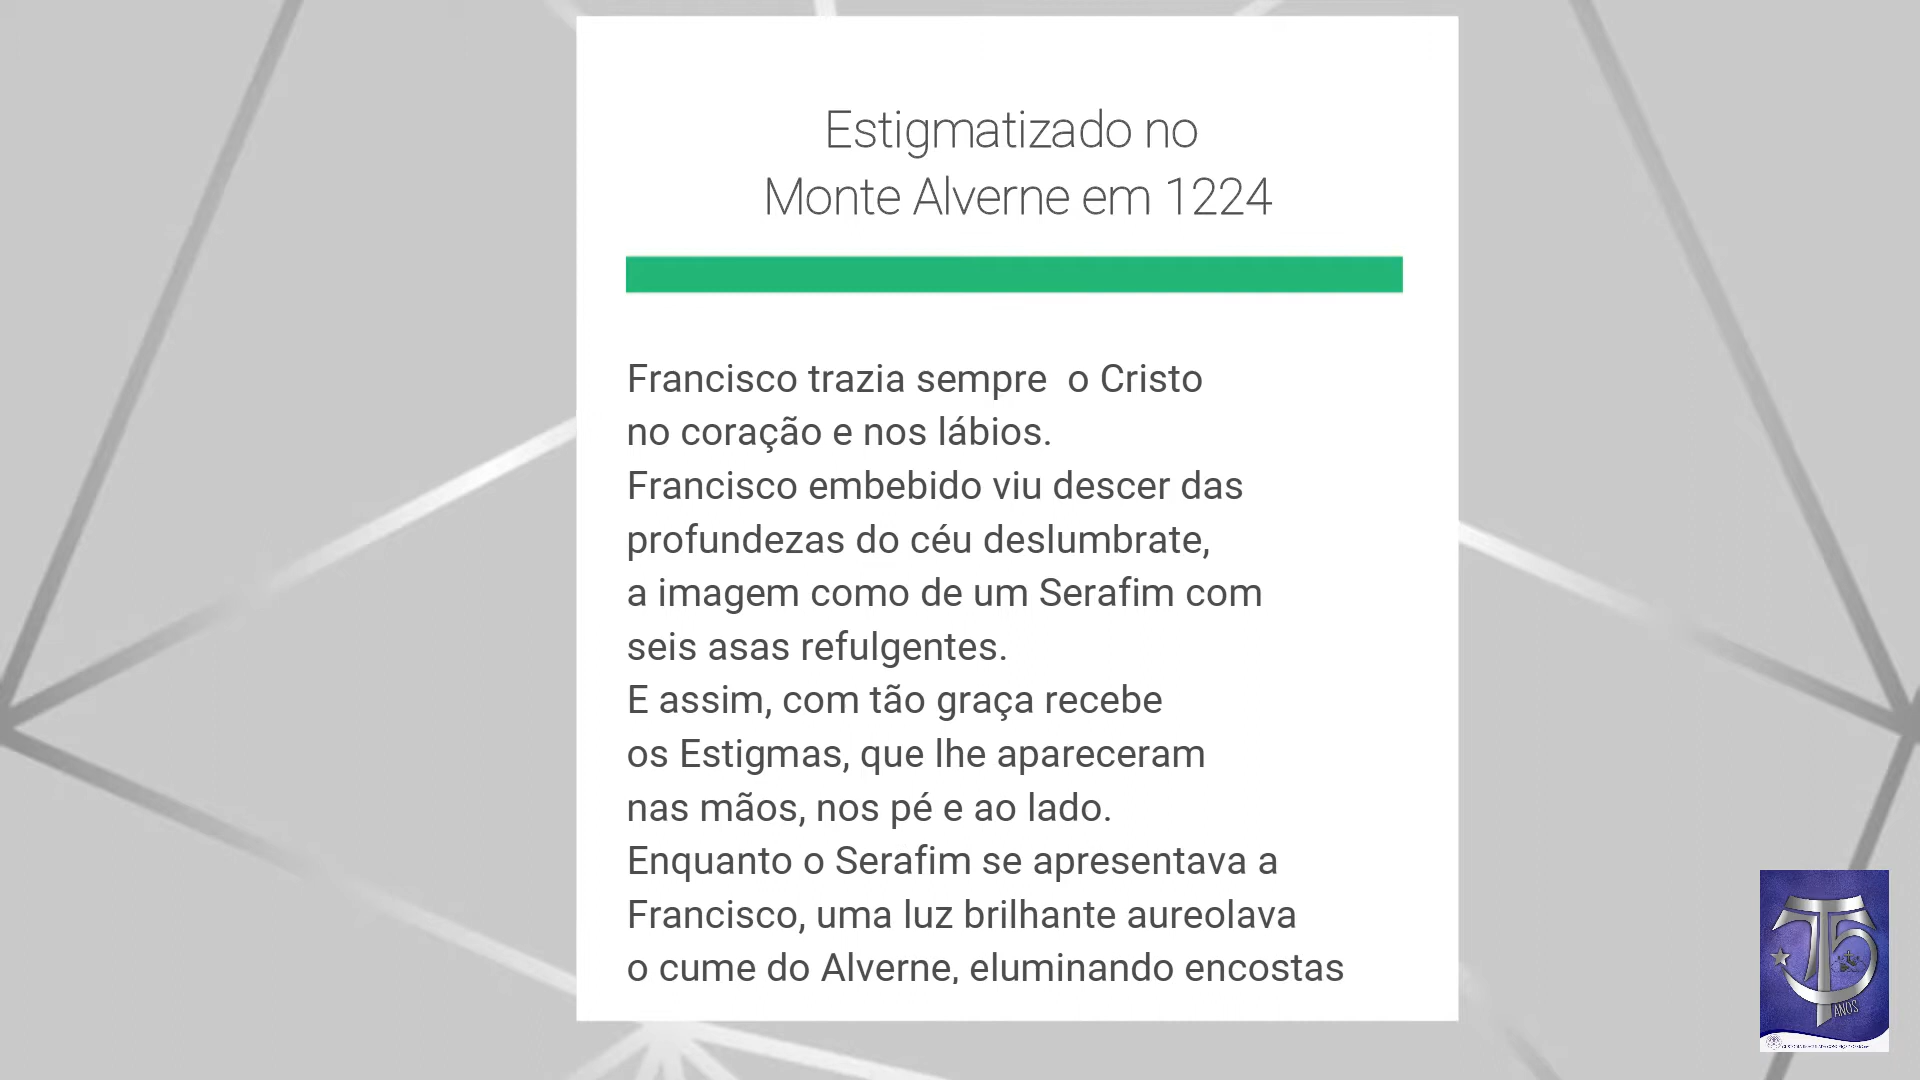 Estigmatizado no
Monte Alverne em 1224
Francisco trazia sempre  o Cristo
no coração e nos lábios.
Francisco embebido viu descer das
profundezas do céu deslumbrate,
a imagem como de um Serafim com
seis asas refulgentes.
E assim, com tão graça recebe
os Estigmas, que lhe apareceram
nas mãos, nos pé e ao lado.
Enquanto o Serafim se apresentava a
Francisco, uma luz brilhante aureolava
o cume do Alverne, eluminando encostas
ANOS